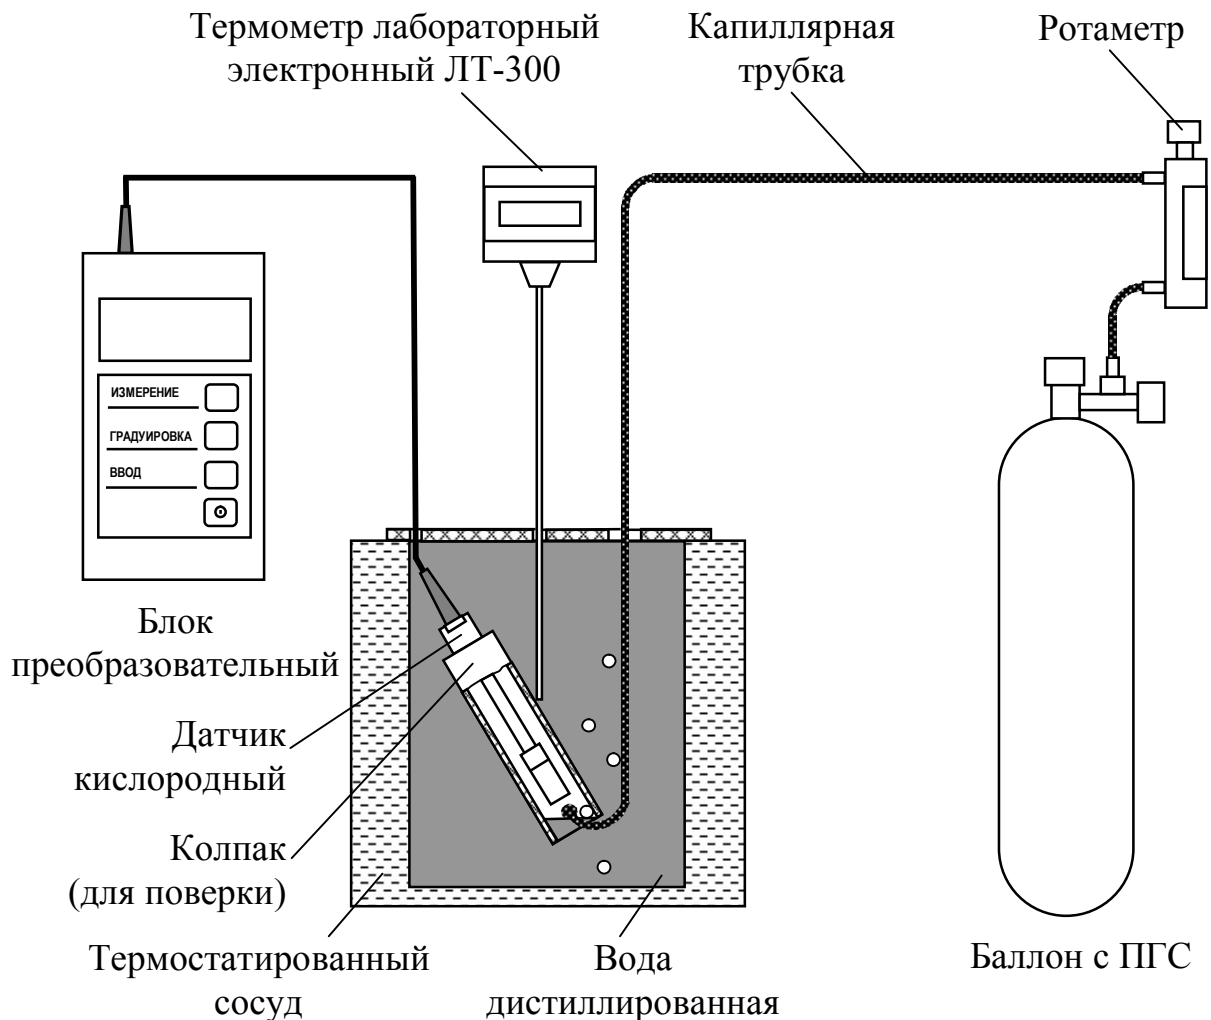 Термометр лабораторный
электронный ЛТ-300
Капиллярная
трубка
Ротаметр
ИЗМЕРЕНИЕ
ГРАДУИРОВКА
ВВОД
Блок
преобразовательный
Датчик
кислородный
Колпак
(для поверки)
Термостатированный
сосуд
Вода
дистиллированная
Баллон с ПГС